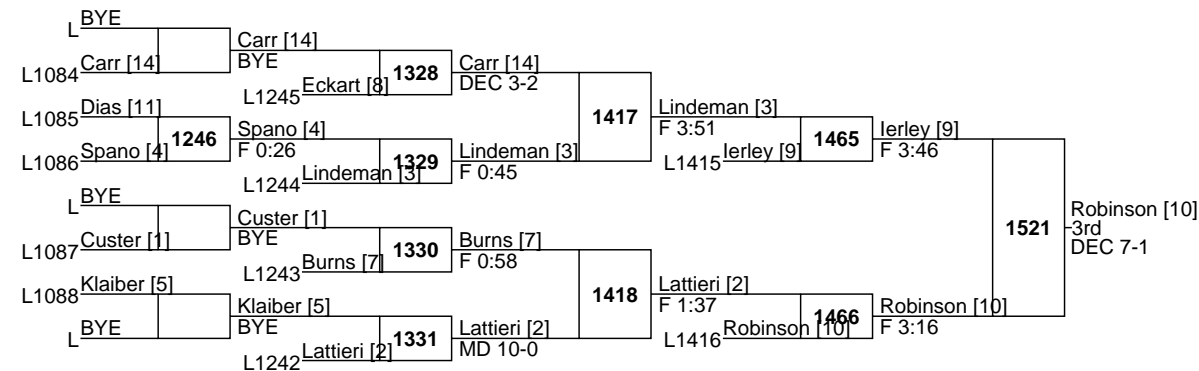 L BYE
L1084 Carr [14]
Carr [14]
BYE
L1245 Eckart [8]
1328
Carr [14]
DEC 3-2
L1085 Dias [11]
L1086 Spano [4]
1246
Spano [4]
F 0:26
L1244 Lindeman [3]
1329
Lindeman [3]
F 0:45
1417
Lindeman [3]
F 3:51
L1415 Ierley [9]
1465
Ierley [9]
F 3:46
L BYE
L1087 Custer [1]
Custer [1]
BYE
L1243 Burns [7]
1330
Burns [7]
F 0:58
L1088 Klaiber [5]
L BYE
Klaiber [5]
BYE
L1242 Lattieri [2]
1331
Lattieri [2]
MD 10-0
1418
Lattieri [2]
F 1:37
L1416 Robinson [10]
1466
Robinson [10]
F 3:16
1521
Robinson [10]
3rd
DEC 7-1